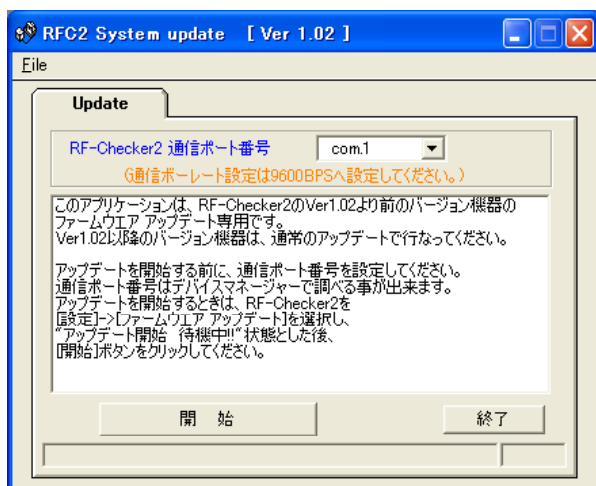 RFC2 System update   [ Ver 1.02 ]
File
Update
RF-Checker2 通信ポート番号
com.1
(通信ボーレート設定は9600BPSへ設定してください。)
このアプリケーションは、RF-Checker2のVer1.02より前のバージョン機器の
ファームウエア アップデート専用です。
Ver1.02以降のバージョン機器は、通常のアップデートで行なってください。
アップデートを開始する前に、通信ポート番号を設定してください。
通信ポート番号はデバイスマネージャーで調べる事が出来ます。
アップデートを開始するときは、RF-Checker2を
[設定]->[ファームウエア アップデート]を選択し、
“アップデート開始　待機中!!“状態とした後、
[開始]ボタンをクリックしてください。
開　始
終了